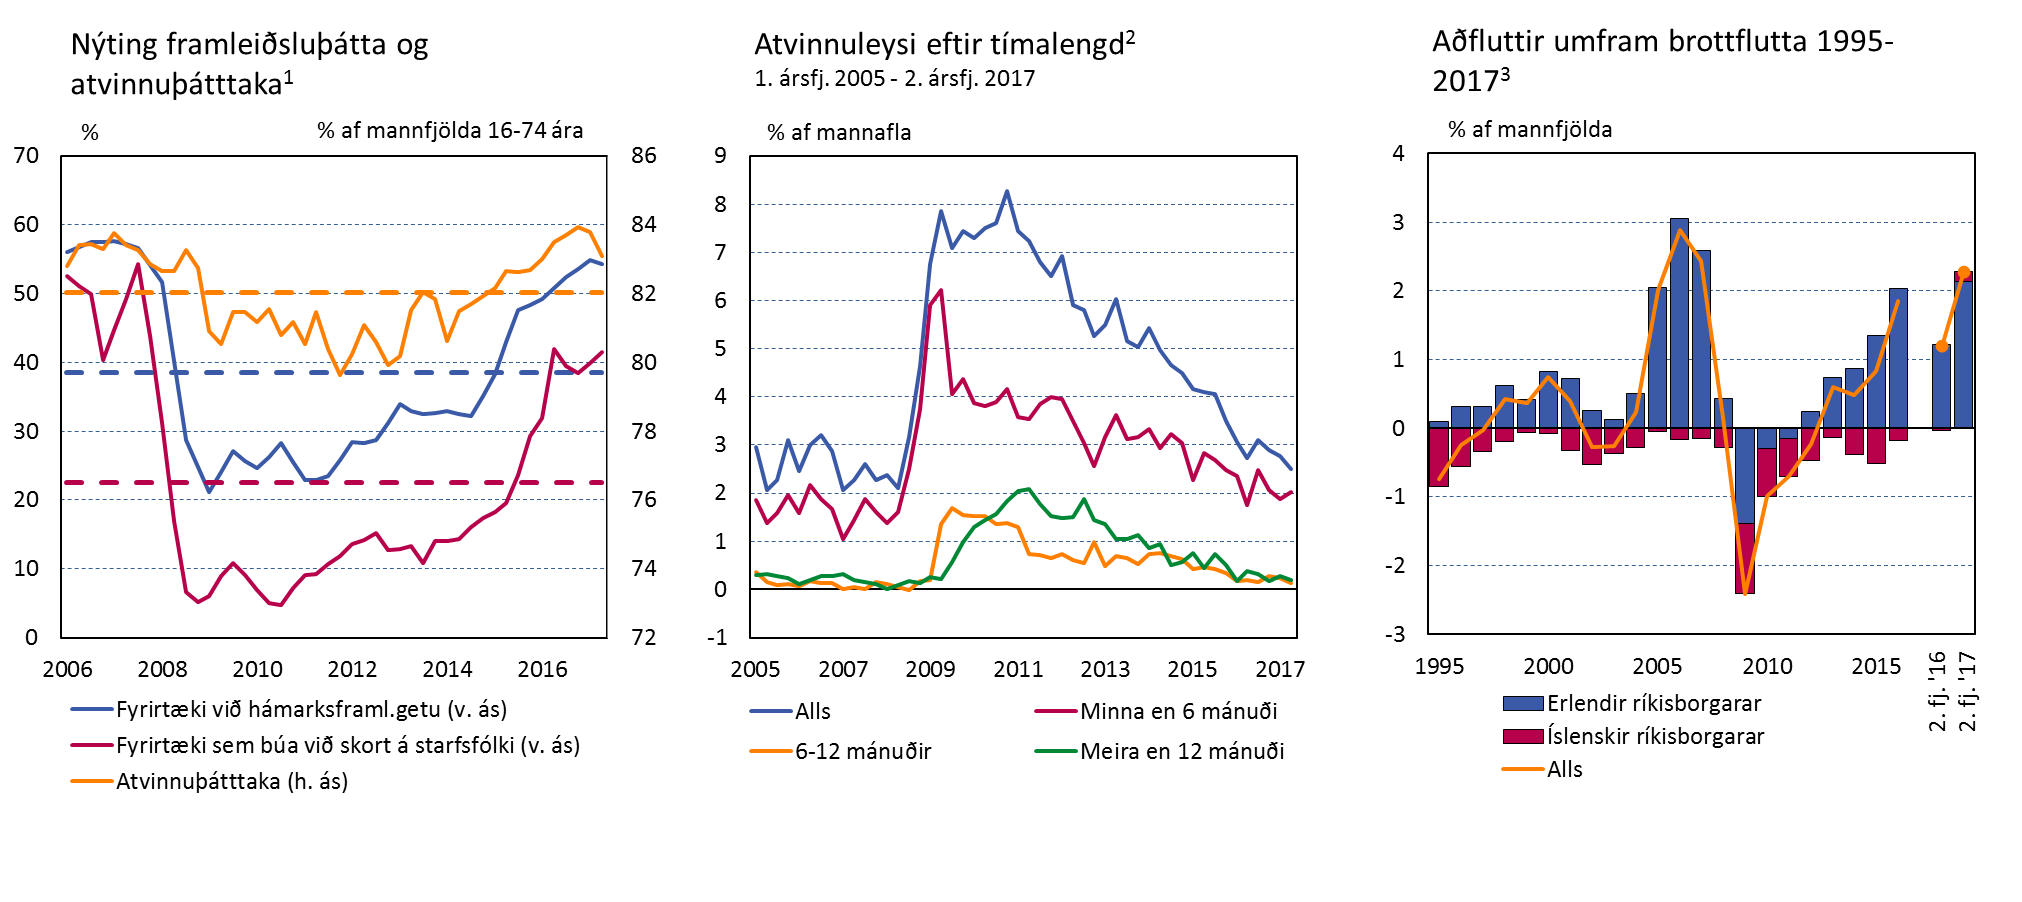 Nýting framleiðsluþátta og
atvinnuþátttaka1
%
% af mannfjölda 16-74 ára
70
60
50
40
30
20
10
0
86
84
82
80
78
76
74
72
2006
2008
2010
2012
2014
2016
Fyrirtæki við hámarksframl.getu (v. ás)
Fyrirtæki sem búa við skort á starfsfólki (v. ás)
Atvinnuþátttaka (h. ás)
Atvinnuleysi eftir tímalengd2
1. ársfj. 2005 - 2. ársfj. 2017
% af mannafla
9
8
7
6
5
4
3
2
1
0
-1
2005
2007
2009
2011
2013
2015
2017
Alls
Minna en 6 mánuði
6-12 mánuðir
Meira en 12 mánuði
Aðfluttir umfram brottflutta 1995-
20173
% af mannfjölda
4
3
2
1
0
-1
-2
-3
1995
2000
2005
2010
2015
2. fj. '16
2. fj. '17
Erlendir ríkisborgarar
Íslenskir ríkisborgarar
Alls